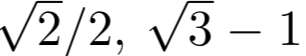 √2/2, √3 − 1